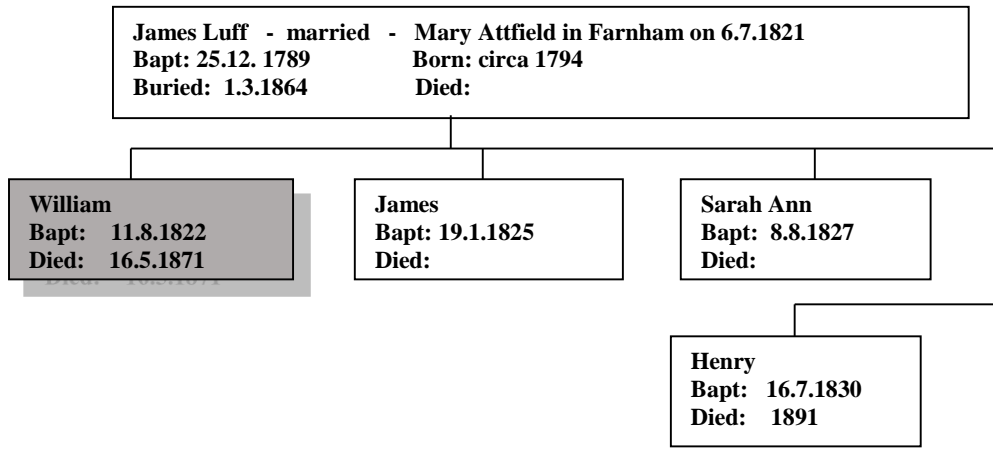 James Luff - married - Mary Attfield in Farnham on 6.7.1821
Bapt: 25.12. 1789 Born: circa 1794
Buried: 1.3.1864 Died:
William
Bapt: 11.8.1822
Died: 16.5.1871
James
Bapt: 19.1.1825
Died:
Sarah Ann
Bapt: 8.8.1827
Died:
Henry
Bapt: 16.7.1830
Died: 1891